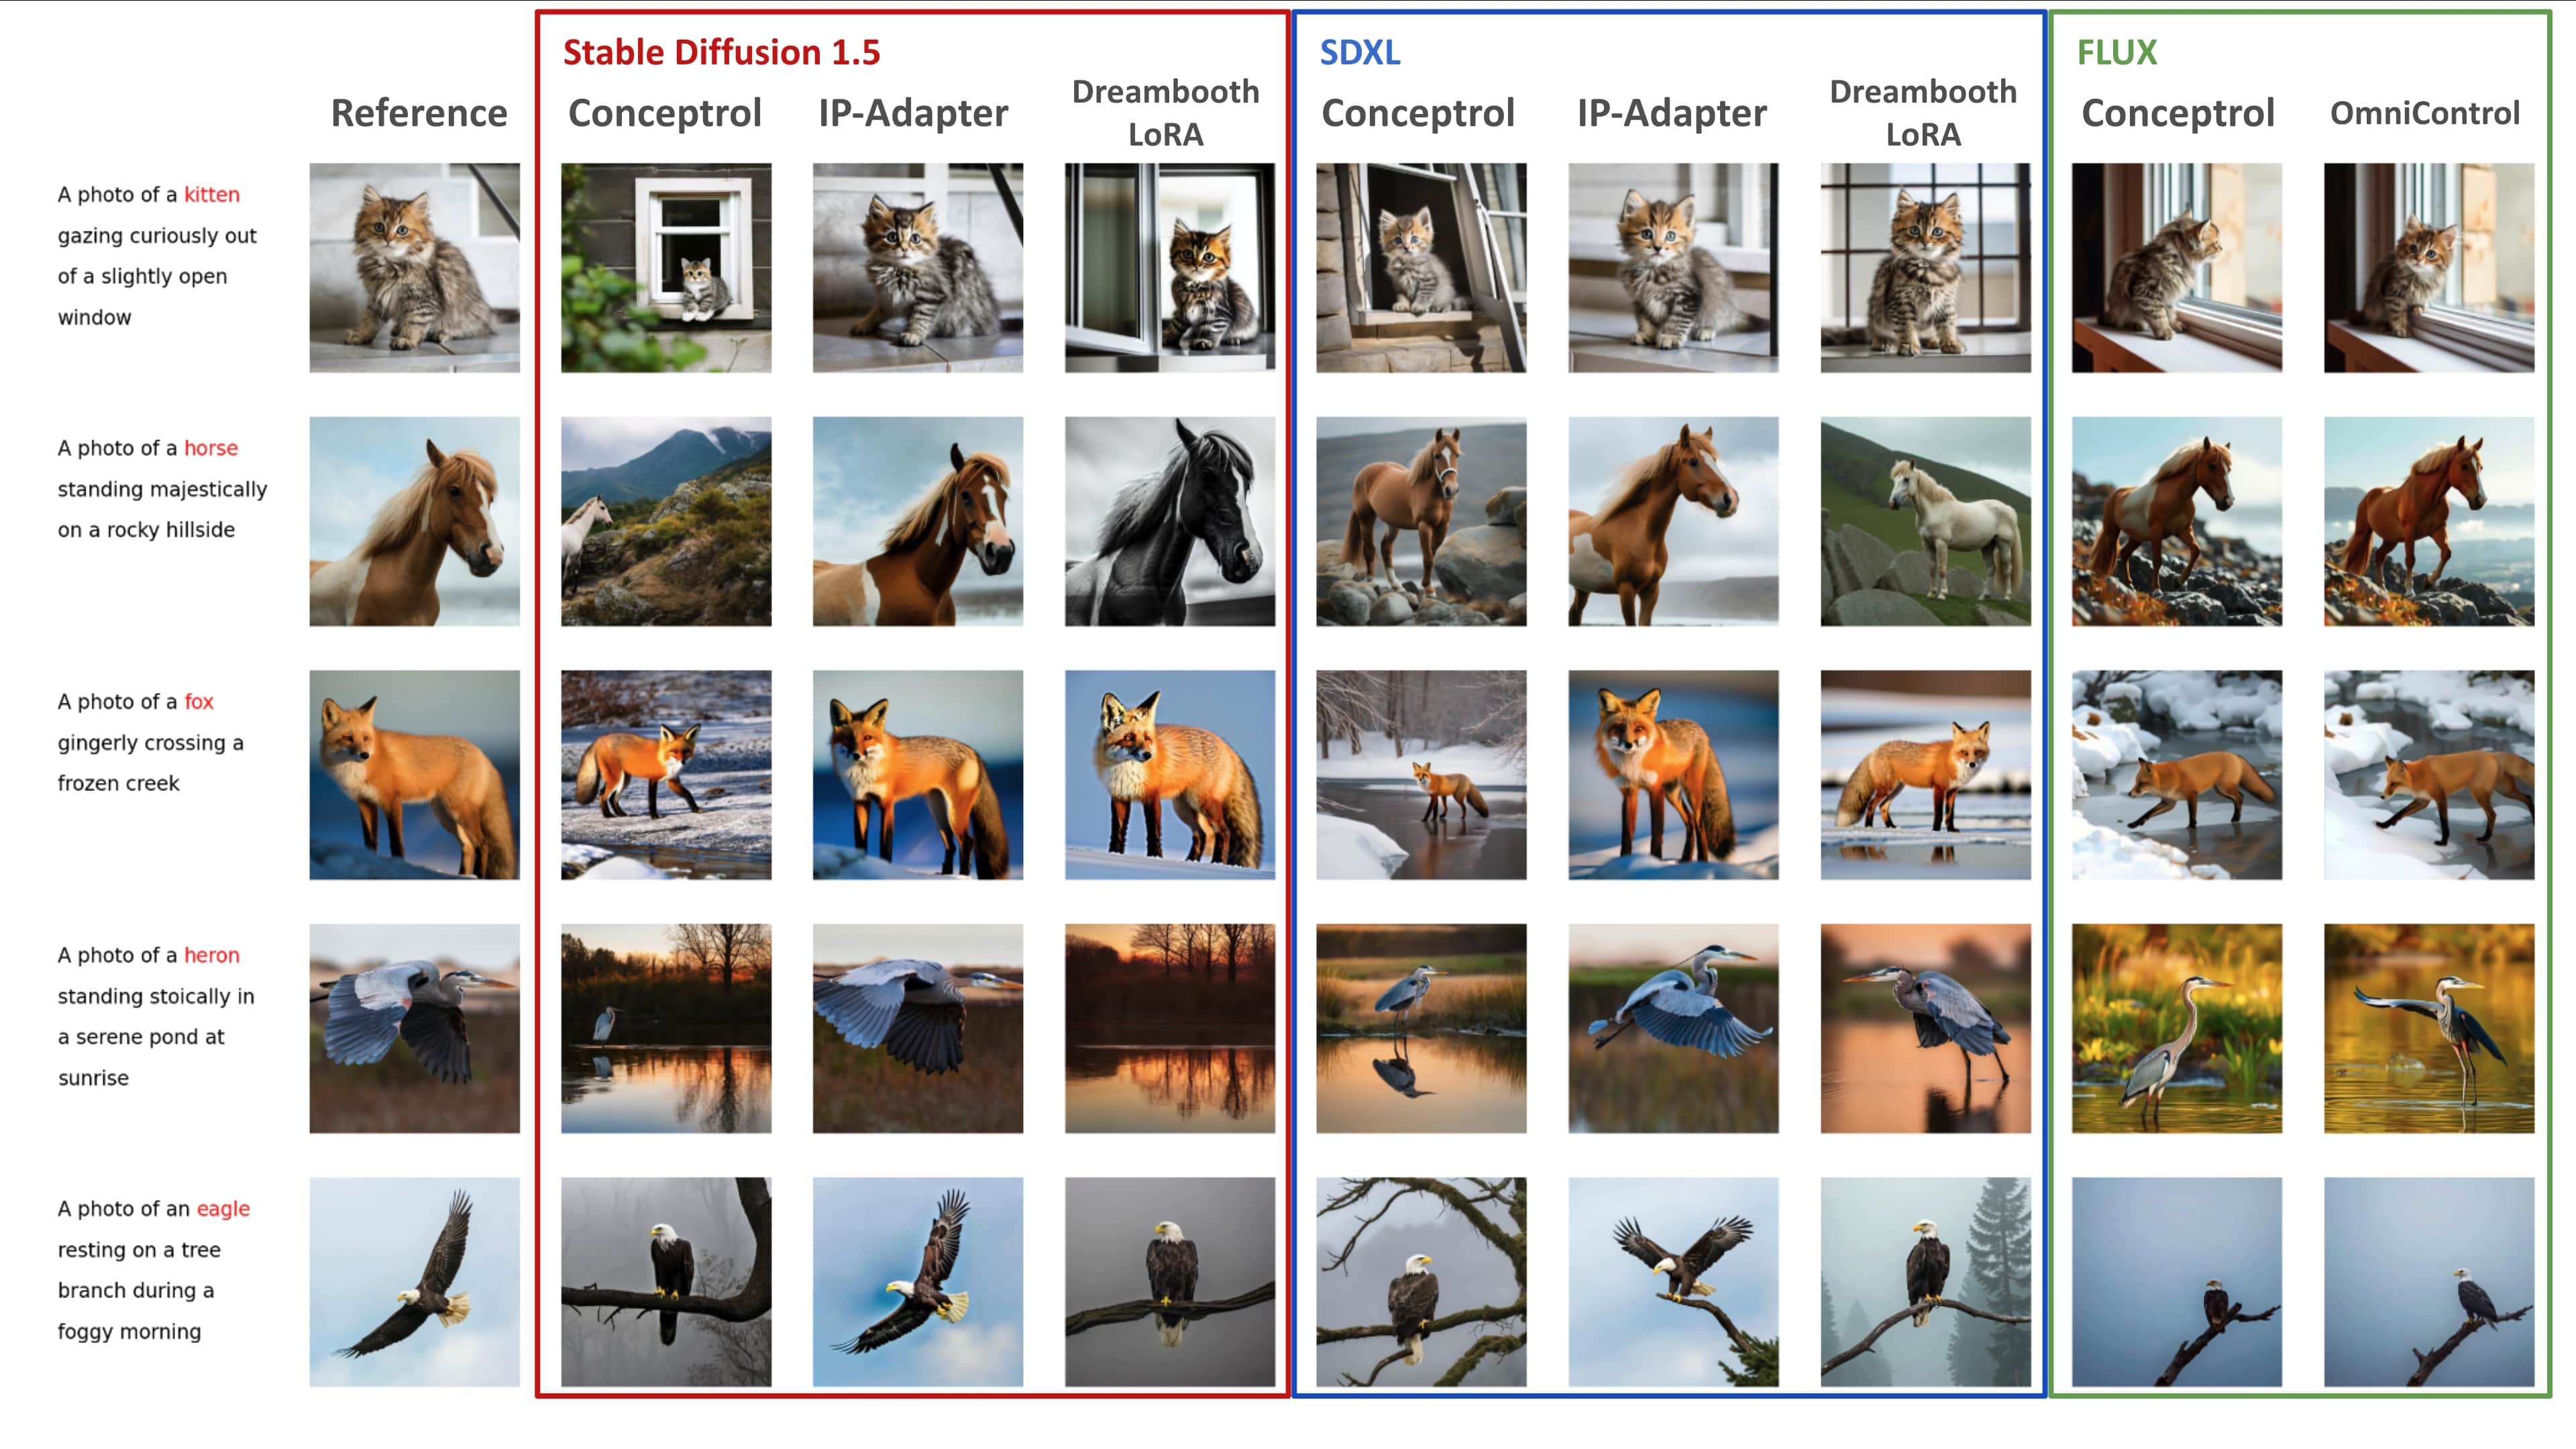 Stable Diffusion 1.5
SDXL
FLUX
Reference
Conceptrol
IP-Adapter
Dreambooth
LoRA
Conceptrol
IP-Adapter
Dreambooth
LoRA
Conceptrol
OmniControl
A photo of a kitten
gazing curiously out
of a slightly open
window
A photo of a horse
standing majestically
on a rocky hillside
A photo of a fox
gingerly crossing a
frozen creek
A photo of a heron
standing stoically in
a serene pond at
sunrise
A photo of an eagle
resting on a tree
branch during a
foggy morning